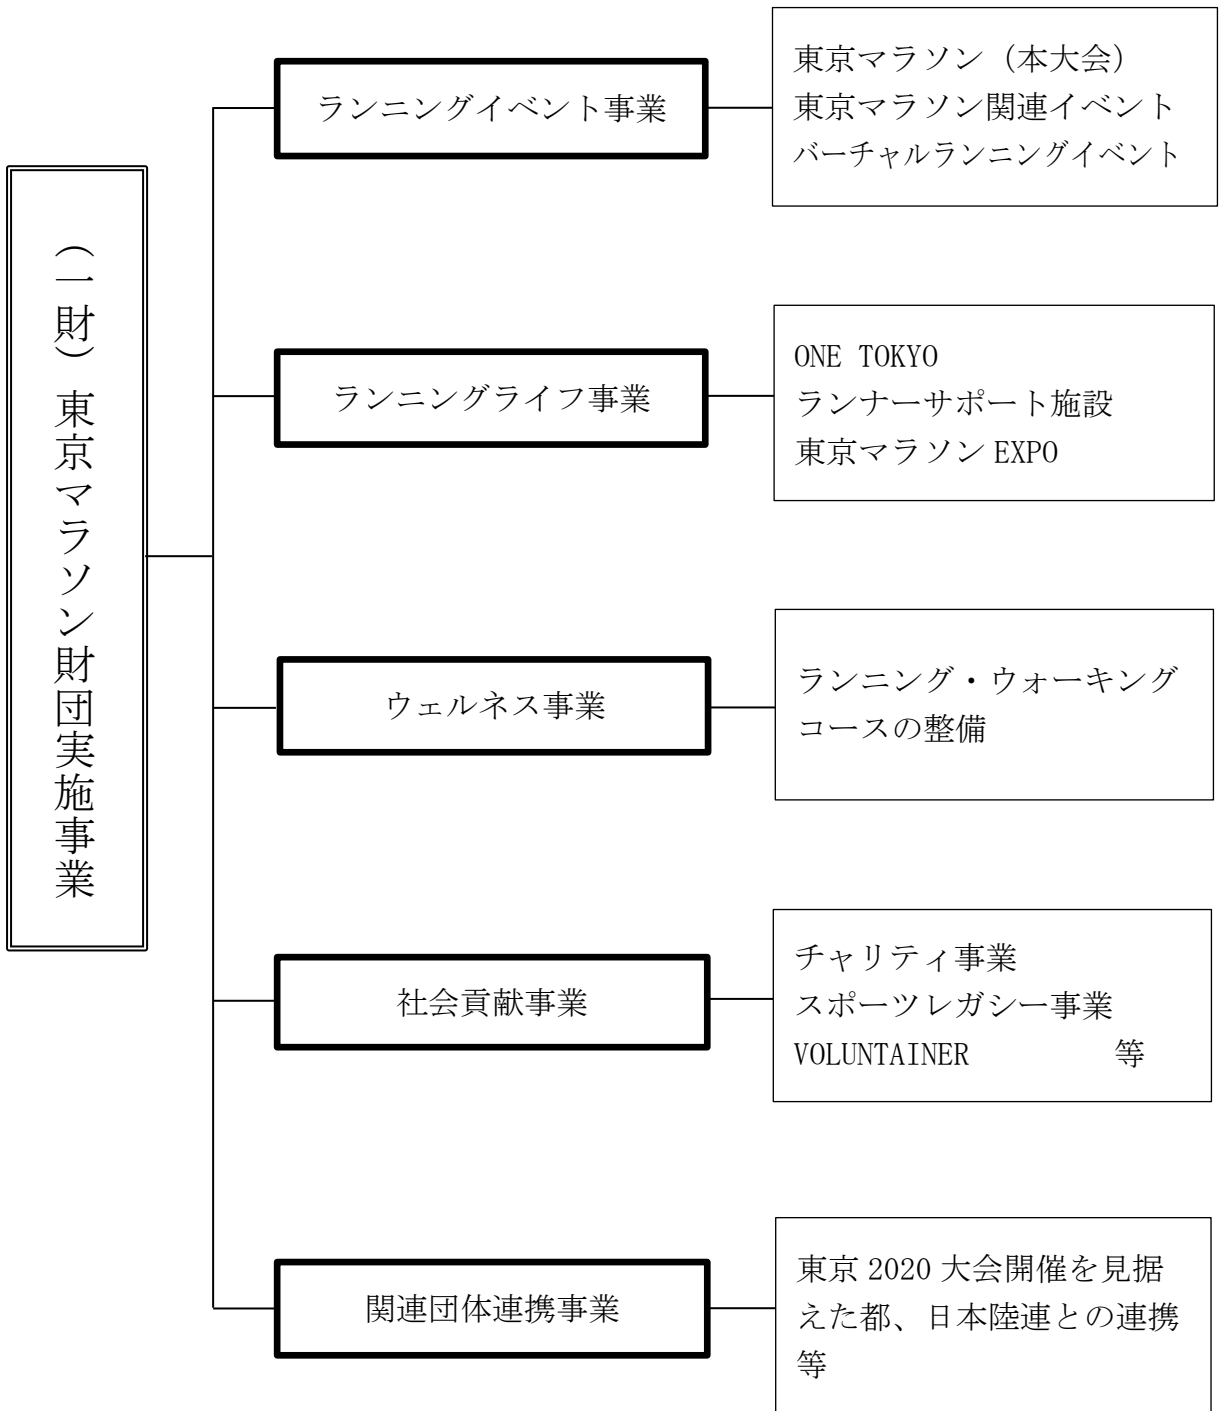 （一財）東京マラソン財団実施事業
ランニングイベント事業
東京マラソン（本大会）
東京マラソン関連イベント
バーチャルランニングイベント
ランニングライフ事業
ONE TOKYO
ランナーサポート施設
東京マラソン EXPO
ウェルネス事業
ランニング・ウォーキング
コースの整備
社会貢献事業
チャリティ事業
スポーツレガシー事業
VOLUNTAINER 等
関連団体連携事業
東京 2020 大会開催を見据
えた都、日本陸連との連携
等